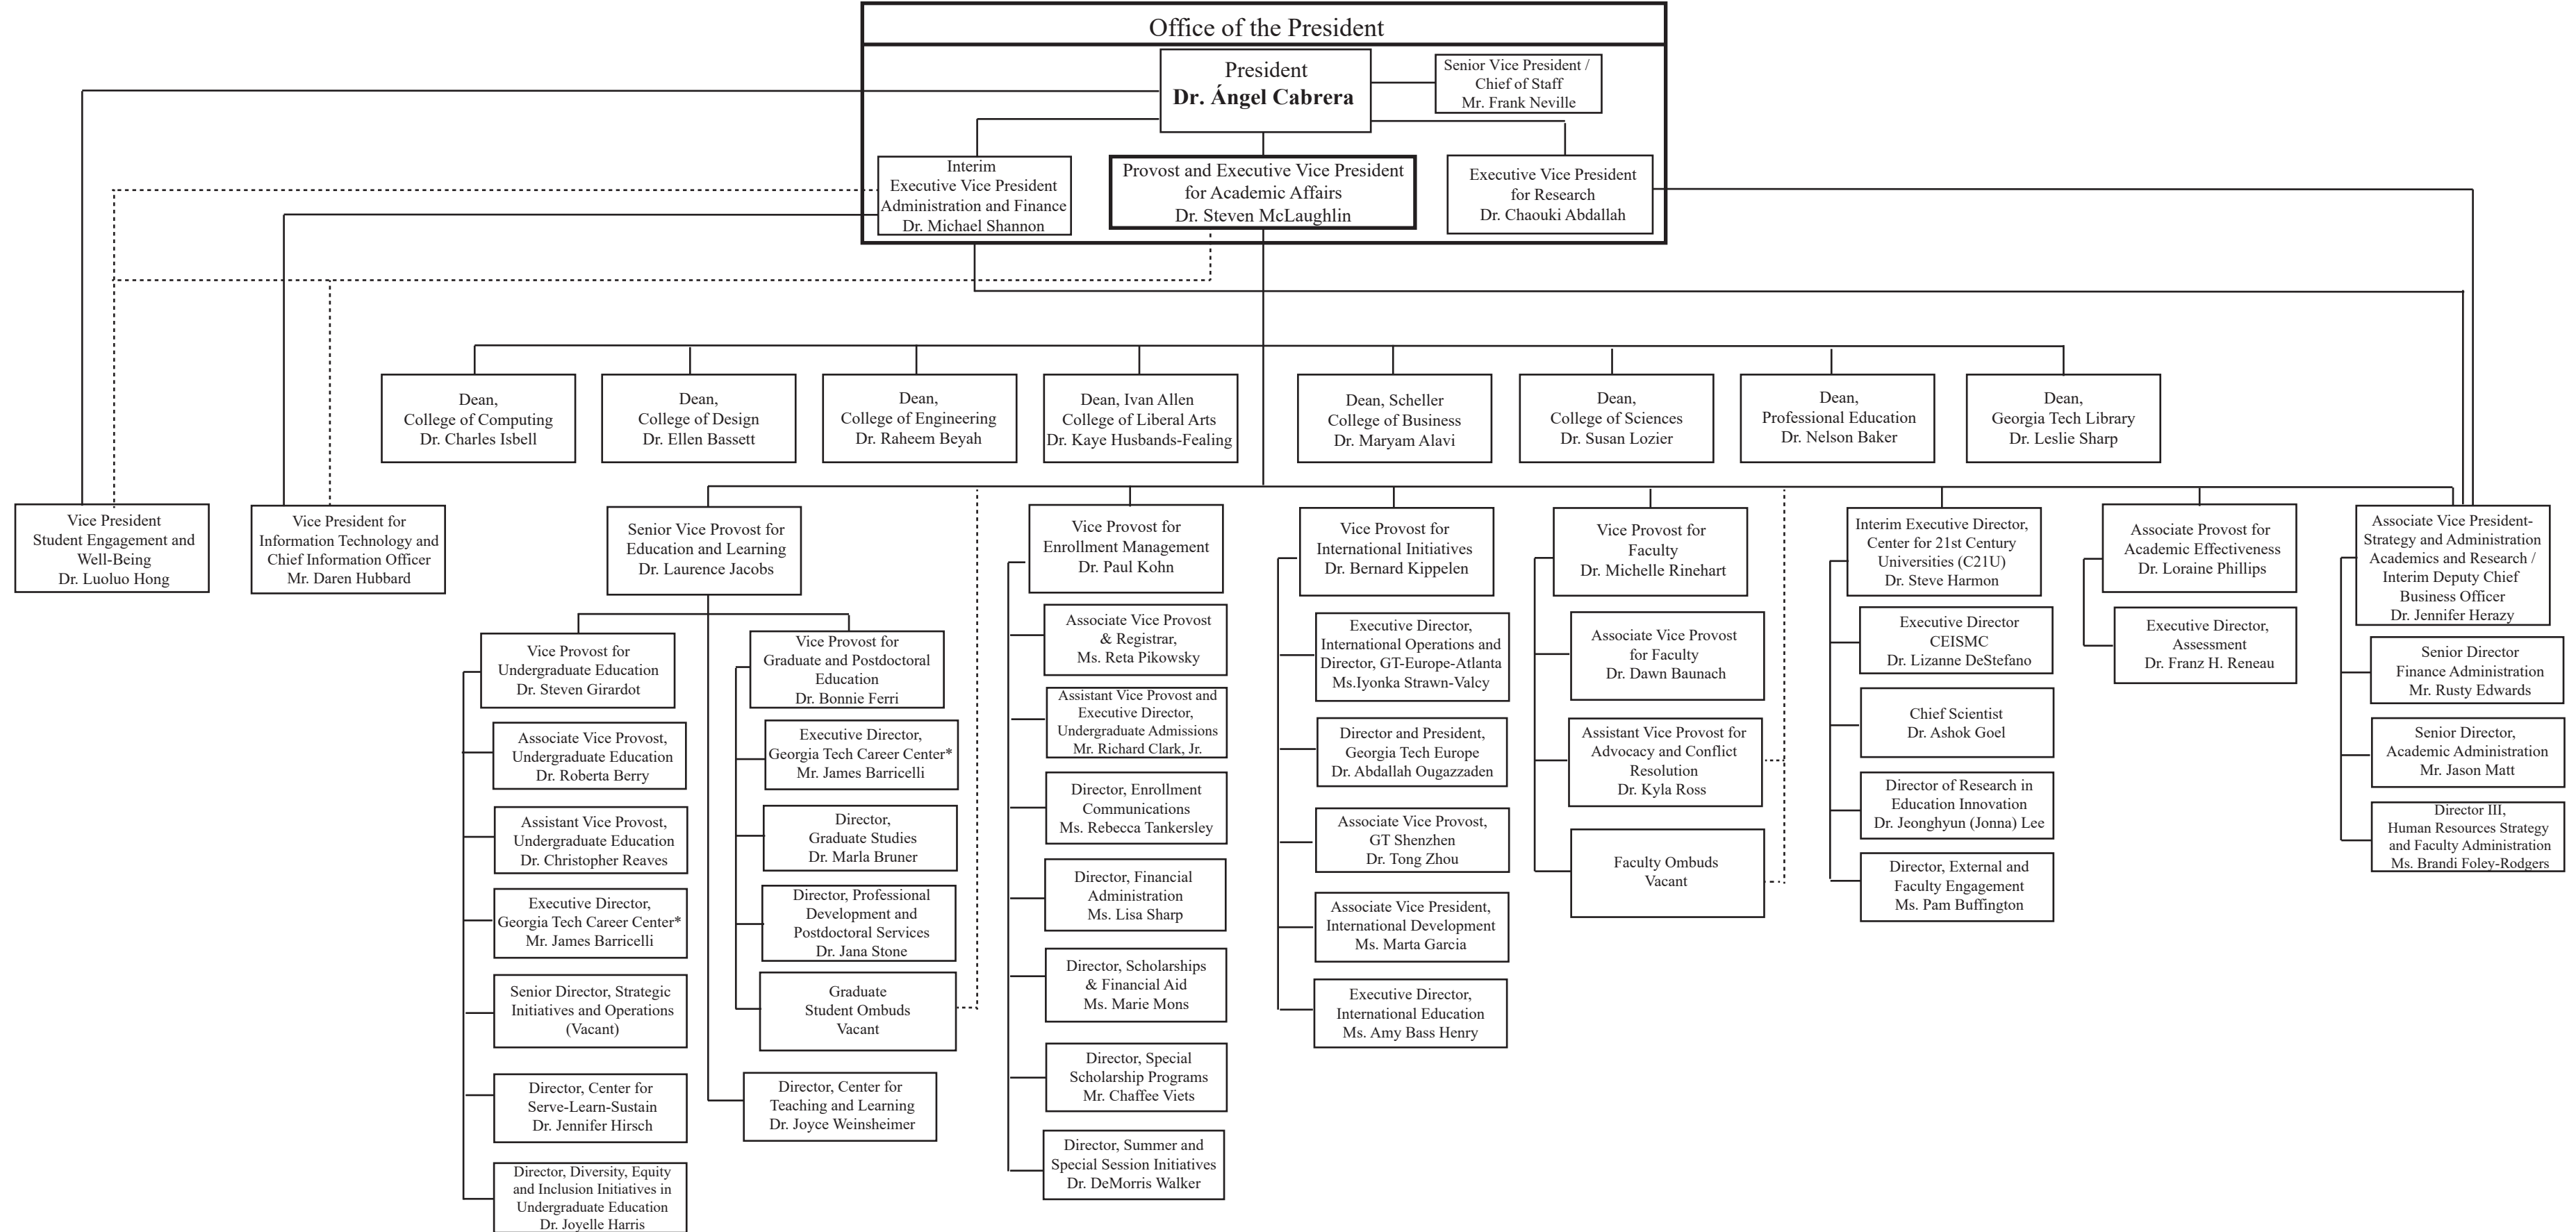 Office of the President
President
Dr. Ángel Cabrera
Senior Vice President /
Chief of Staff
Mr. Frank Neville
Interim
Executive Vice President
Administration and Finance
Dr. Michael Shannon
Provost and Executive Vice President
for Academic Affairs
Dr. Steven McLaughlin
Executive Vice President
for Research
Dr. Chaouki Abdallah
Dean,
College of Computing
Dr. Charles Isbell
Dean,
College of Design
Dr. Ellen Bassett
Dean,
College of Engineering
Dr. Raheem Beyah
Dean, Ivan Allen
College of Liberal Arts
Dr. Kaye Husbands-Fealing
Dean, Scheller
College of Business
Dr. Maryam Alavi
Dean,
College of Sciences
Dr. Susan Lozier
Dean,
Professional Education
Dr. Nelson Baker
Dean,
Georgia Tech Library
Dr. Leslie Sharp
Vice President
Student Engagement and
Well-Being
Dr. Luoluo Hong
Vice President for
Information Technology and
Chief Information Officer
Mr. Daren Hubbard
Senior Vice Provost for
Education and Learning
Dr. Laurence Jacobs
Vice Provost for
Undergraduate Education
Dr. Steven Girardot
Associate Vice Provost,
Undergraduate Education
Dr. Roberta Berry
Assistant Vice Provost,
Undergraduate Education
Dr. Christopher Reaves
Executive Director,
Georgia Tech Career Center*
Mr. James Barricelli
Senior Director, Strategic
Initiatives and Operations
(Vacant)
Director, Center for
Serve-Learn-Sustain
Dr. Jennifer Hirsch
Director, Diversity, Equity
and Inclusion Initiatives in
Undergraduate Education
Dr. Joyelle Harris
Vice Provost for
Graduate and Postdoctoral
Education
Dr. Bonnie Ferri
Executive Director,
Georgia Tech Career Center*
Mr. James Barricelli
Director,
Graduate Studies
Dr. Marla Bruner
Director, Professional
Development and
Postdoctoral Services
Dr. Jana Stone
Graduate
Student Ombuds
Vacant
Director, Center for
Teaching and Learning
Dr. Joyce Weinsheimer
Vice Provost for
Enrollment Management
Dr. Paul Kohn
Associate Vice Provost
& Registrar,
Ms. Reta Pikowsky
Assistant Vice Provost and
Executive Director,
Undergraduate Admissions
Mr. Richard Clark, Jr.
Director, Enrollment
Communications
Ms. Rebecca Tankersley
Director, Financial
Administration
Ms. Lisa Sharp
Director, Scholarships
& Financial Aid
Ms. Marie Mons
Director, Special
Scholarship Programs
Mr. Chaffee Viets
Director, Summer and
Special Session Initiatives
Dr. DeMorris Walker
Vice Provost for
International Initiatives
Dr. Bernard Kippelen
Executive Director,
International Operations and
Director, GT-Europe-Atlanta
Ms.Iyonka Strawn-Valcy
Director and President,
Georgia Tech Europe
Dr. Abdallah Ougazzaden
Associate Vice Provost,
GT Shenzhen
Dr. Tong Zhou
Associate Vice President,
International Development
Ms. Marta Garcia
Executive Director,
International Education
Ms. Amy Bass Henry
Vice Provost for
Faculty
Dr. Michelle Rinehart
Associate Vice Provost
for Faculty
Dr. Dawn Baunach
Assistant Vice Provost for
Advocacy and Conflict
Resolution
Dr. Kyla Ross
Faculty Ombuds
Vacant
Interim Executive Director,
Center for 21st Century
Universities (C21U)
Dr. Steve Harmon
Executive Director
CEISMC
Dr. Lizanne DeStefano
Chief Scientist
Dr. Ashok Goel
Director of Research in
Education Innovation
Dr. Jeonghyun (Jonna) Lee
Director, External and
Faculty Engagement
Ms. Pam Buffington
Associate Provost for
Academic Effectiveness
Dr. Loraine Phillips
Executive Director,
Assessment
Dr. Franz H. Reneau
Associate Vice President-
Strategy and Administration
Academics and Research /
Interim Deputy Chief
Business Officer
Dr. Jennifer Herazy
Senior Director
Finance Administration
Mr. Rusty Edwards
Senior Director,
Academic Administration
Mr. Jason Matt
Director III,
Human Resources Strategy
and Faculty Administration
Ms. Brandi Foley-Rodgers